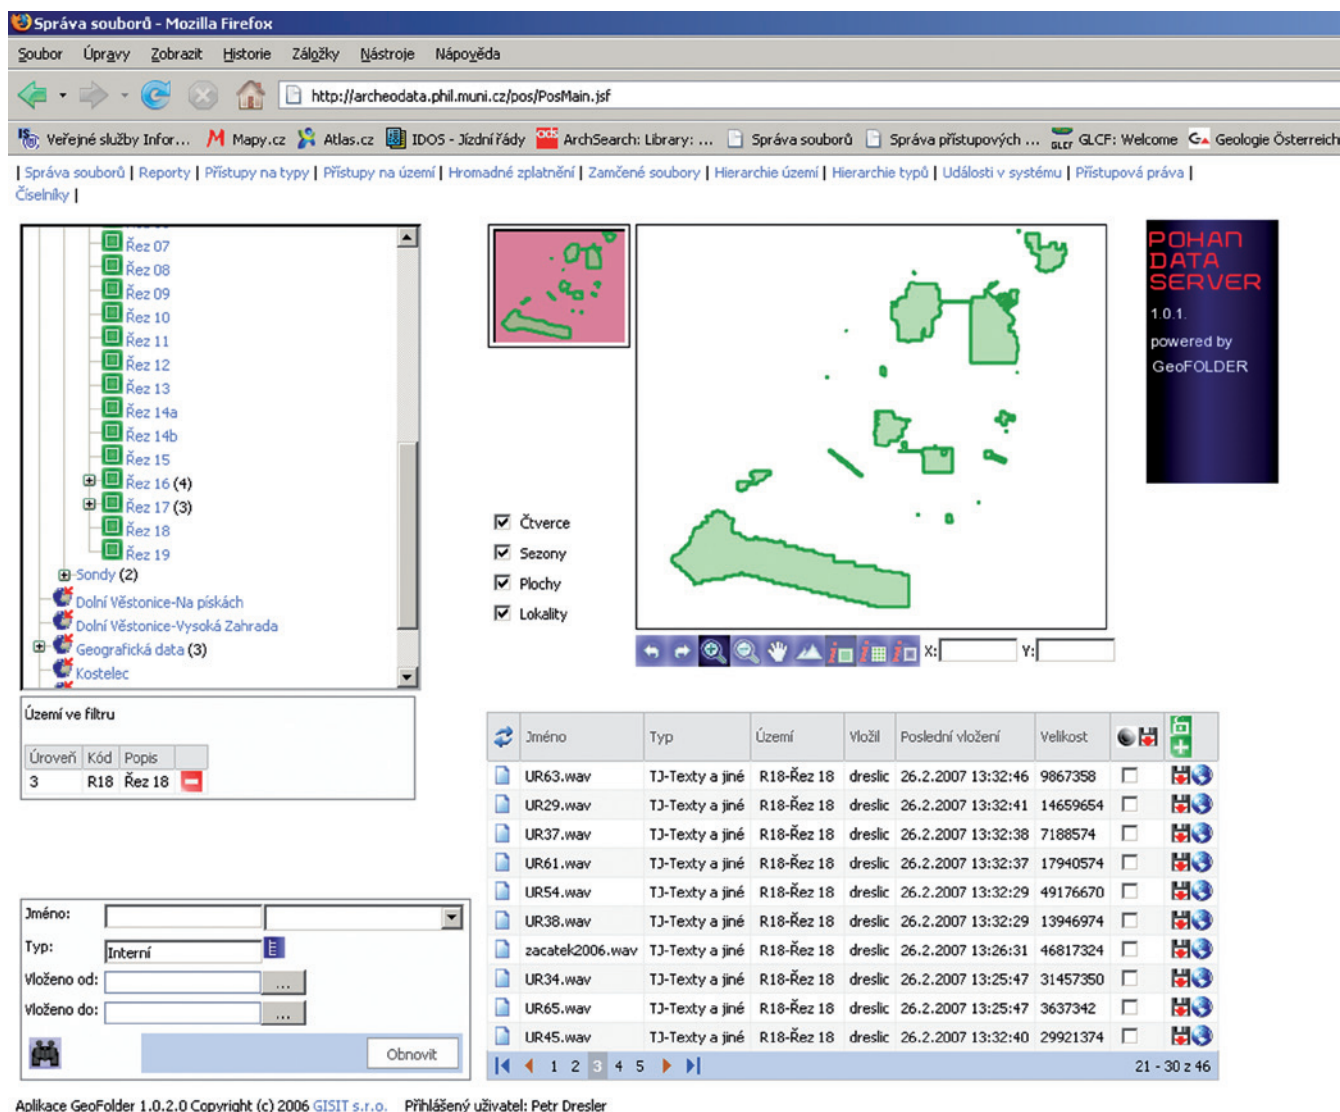 Správa souborů - Mozilla Firefox
Soubor Úpravy Zobrazit Historie Záložky Nástroje Nápověda
http://archeodata.phil.muni.cz/pos/PosMain.jsf
Veřejné služby Infor... Mapy.cz Atlas.cz IDOS - Jízdní řády ArchSearch: Library: ... Správa souborů Správa přístupových ... GLCF: Welcome Geologie Österreich
| Správa souborů | Reporty | Přístupy na typy | Přístupy na území | Hromadné zplatnění | Zamčené soubory | Hierarchie území | Hierarchie typů | Události v systému | Přístupová práva |
Číselníky |
Řez 07
Řez 08
Řez 09
Řez 10
Řez 11
Řez 12
Řez 13
Řez 14a
Řez 14b
Řez 15
Řez 16 (4)
Řez 17 (3)
Řez 18
Řez 19
Sondy (2)
Dolní Věstonice-Na pískách
Dolní Věstonice-Vysoká Zahrada
Geografická data (3)
Kostelec
Čtverce
Sezony
Plochy
Lokality
X: Y:
POHAN
DATA
SERVER
1.0.1.
powered by
GeoFOLDER
Území ve filtru
Úroveň Kód Popis
3 R18 Řez 18
Jméno:
Typ: Interní
Vloženo od: ...
Vloženo do: ...
Obnovit
Jméno Typ Území Vložil Poslední vložení Velikost
UR63.wav TJ-Texty a jiné R18-Řez 18 dreslic 26.2.2007 13:32:46 9867358
UR29.wav TJ-Texty a jiné R18-Řez 18 dreslic 26.2.2007 13:32:41 14659654
UR37.wav TJ-Texty a jiné R18-Řez 18 dreslic 26.2.2007 13:32:38 7188574
UR61.wav TJ-Texty a jiné R18-Řez 18 dreslic 26.2.2007 13:32:37 17940574
UR54.wav TJ-Texty a jiné R18-Řez 18 dreslic 26.2.2007 13:32:29 49176670
UR38.wav TJ-Texty a jiné R18-Řez 18 dreslic 26.2.2007 13:32:29 13946974
zacatek2006.wav TJ-Texty a jiné R18-Řez 18 dreslic 26.2.2007 13:26:31 46817324
UR34.wav TJ-Texty a jiné R18-Řez 18 dreslic 26.2.2007 13:25:47 31457350
UR65.wav TJ-Texty a jiné R18-Řez 18 dreslic 26.2.2007 13:25:47 3637342
UR45.wav TJ-Texty a jiné R18-Řez 18 dreslic 26.2.2007 13:32:40 29921374
1 2 3 4 5 21 - 30 z 46
Aplikace GeoFolder 1.0.2.0 Copyright (c) 2006 GISIT s.r.o. Přihlášený uživatel: Petr Dresler